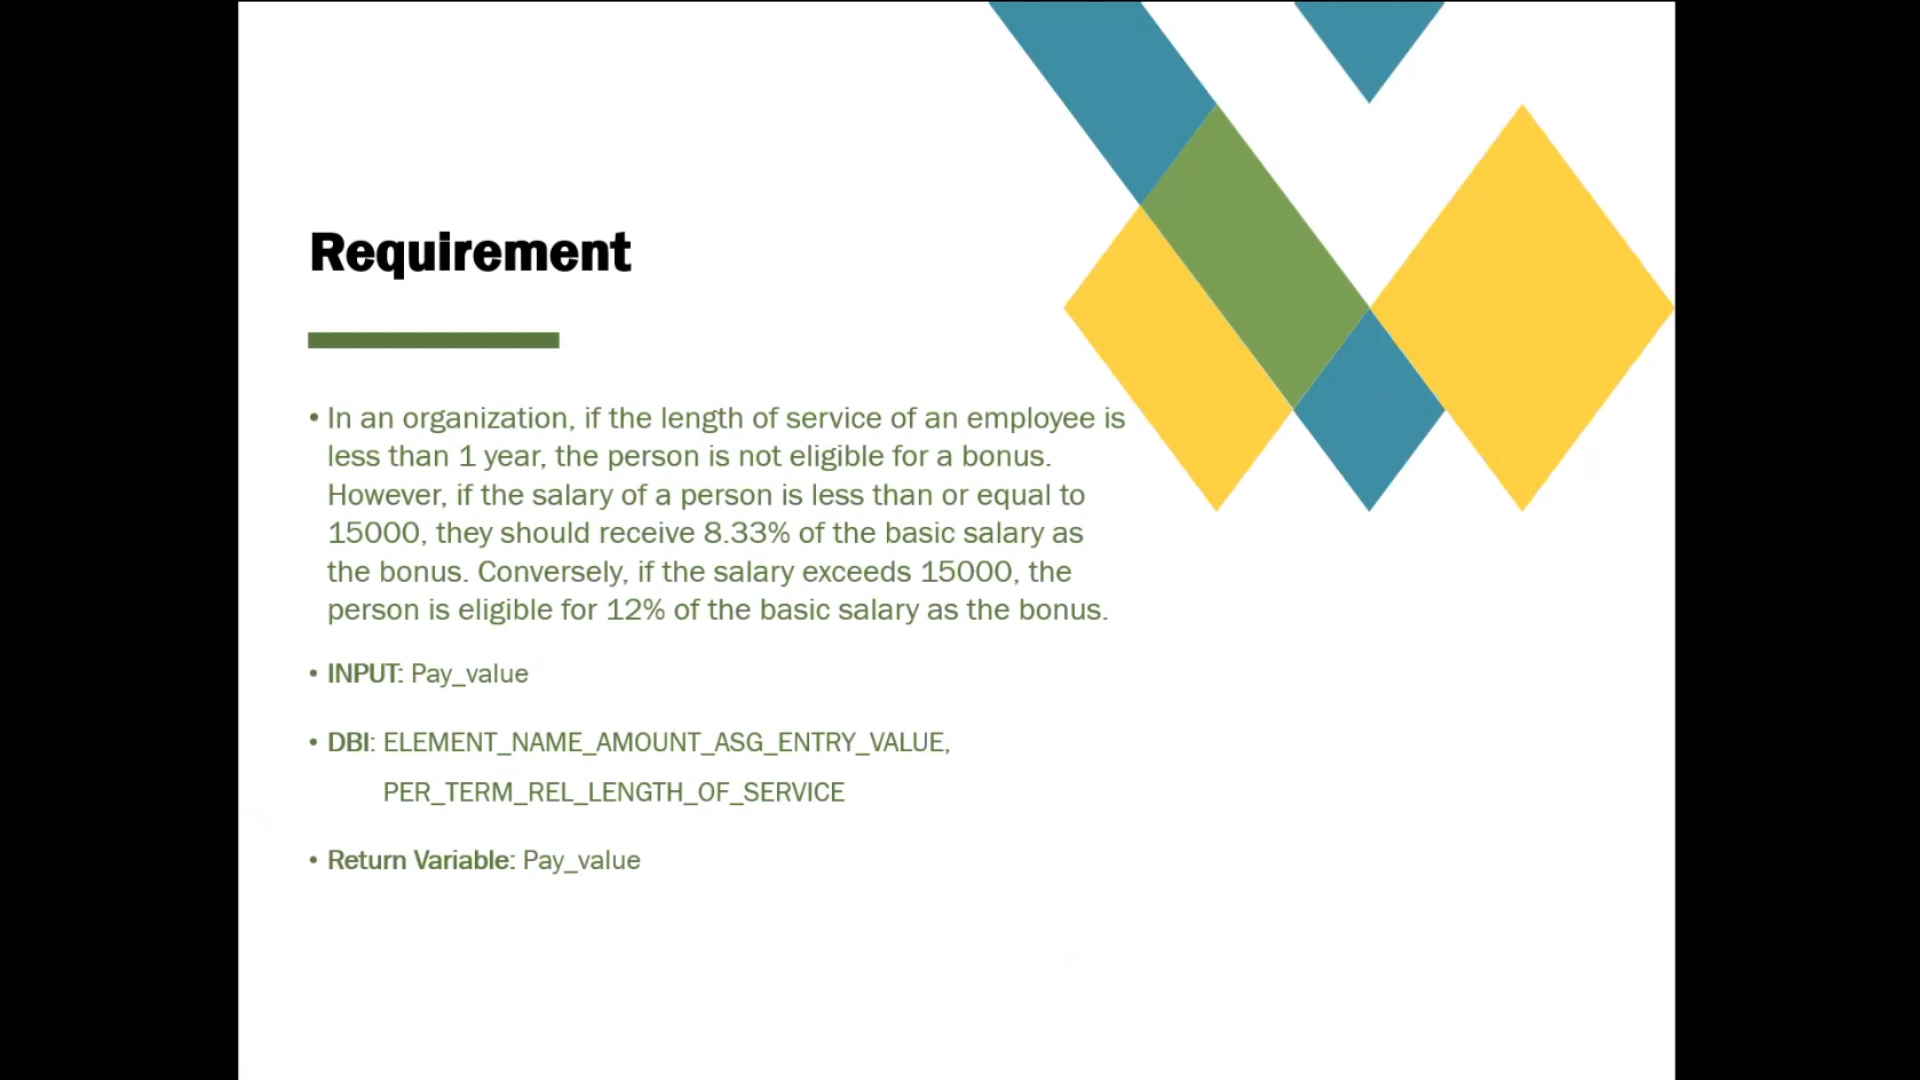 Requirement
• In an organization, if the length of service of an employee is
less than 1 year, the person is not eligible for a bonus.
However, if the salary of a person is less than or equal to
15000, they should receive 8.33% of the basic salary as
the bonus. Conversely, if the salary exceeds 15000, the
person is eligible for 12% of the basic salary as the bonus.
• INPUT: Pay_value
• DBI: ELEMENT_NAME_AMOUNT_ASG_ENTRY_VALUE,
PER_TERM_REL_LENGTH_OF_SERVICE
• Return Variable: Pay_value